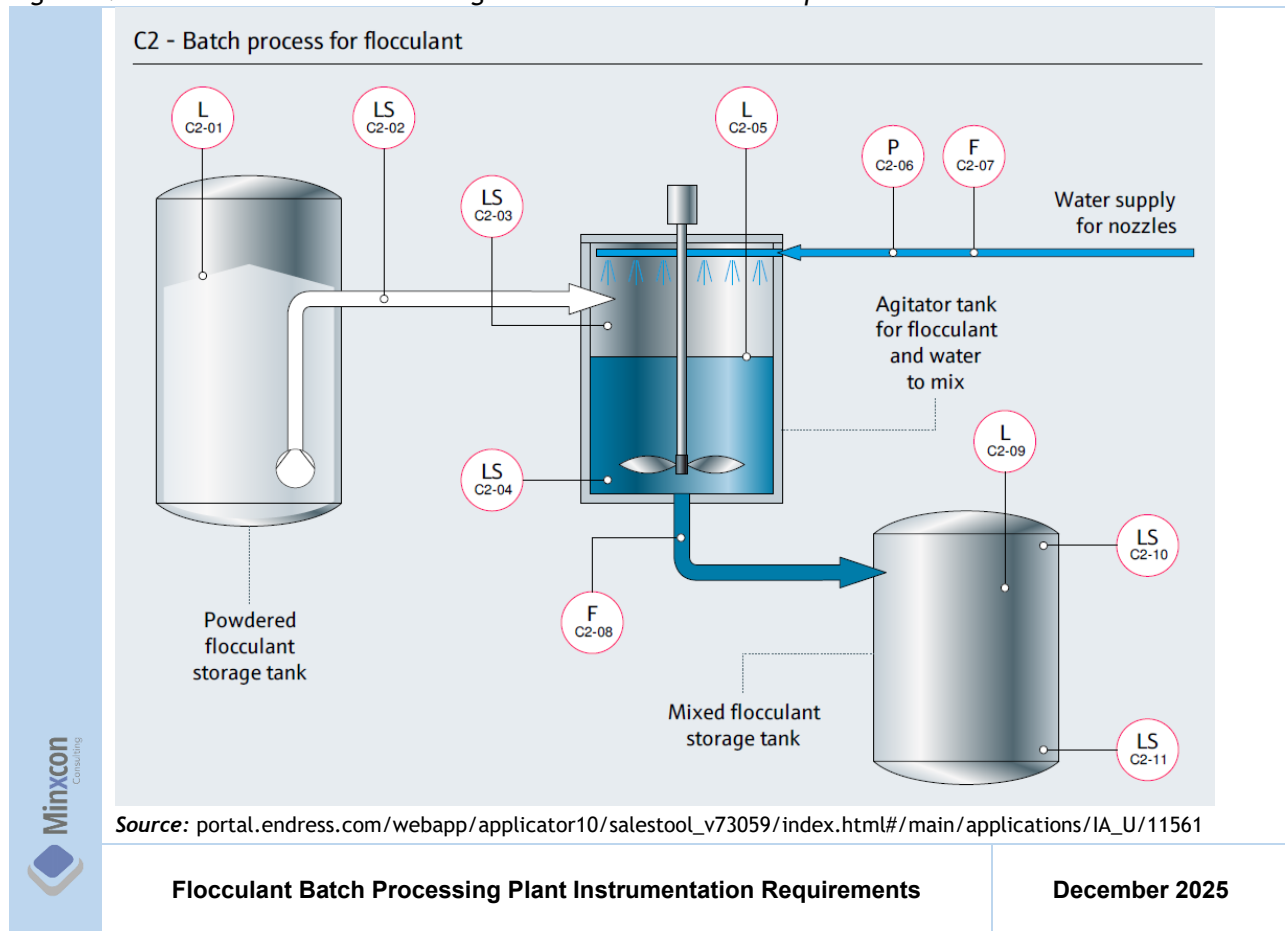 C2 - Batch process for flocculant
L
C2-01
LS
C2-02
LS
C2-03
L
C2-05
P
C2-06
F
C2-07
Water supply
for nozzles
Agitator tank
for flocculant
and water
to mix
LS
C2-04
L
C2-09
LS
C2-10
F
C2-08
Powdered
flocculant
storage tank
Mixed flocculant
storage tank
LS
C2-11
Minxcon
Consulting
Source: portal.endress.com/webapp/applicator10/salestool_v73059/index.html#/main/applications/IA_U/11561
Flocculant Batch Processing Plant Instrumentation Requirements
December 2025